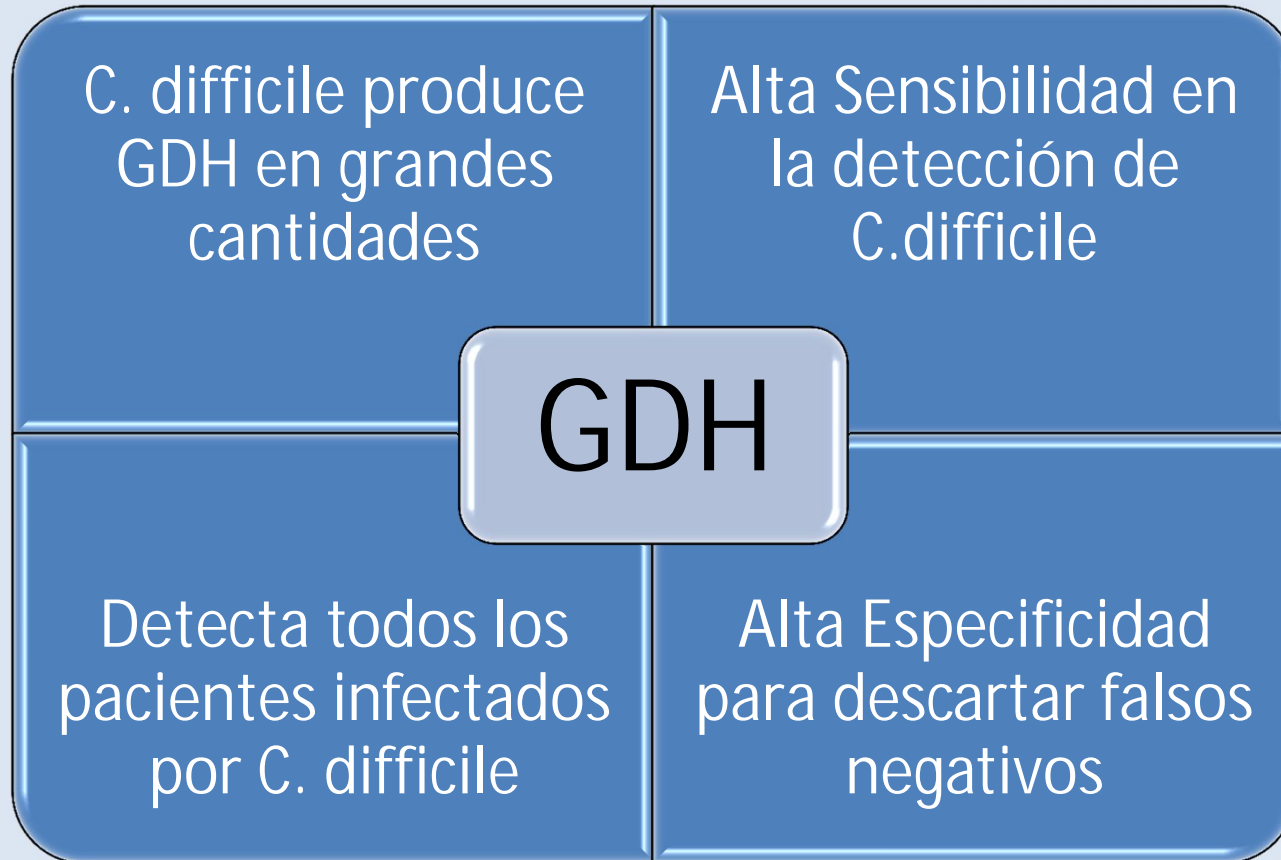 C. difficile produce
GDH en grandes
cantidades
Alta Sensibilidad en
la detección de
C.difficile
GDH
Detecta todos los
pacientes infectados
por C. difficile
Alta Especificidad
para descartar falsos
negativos